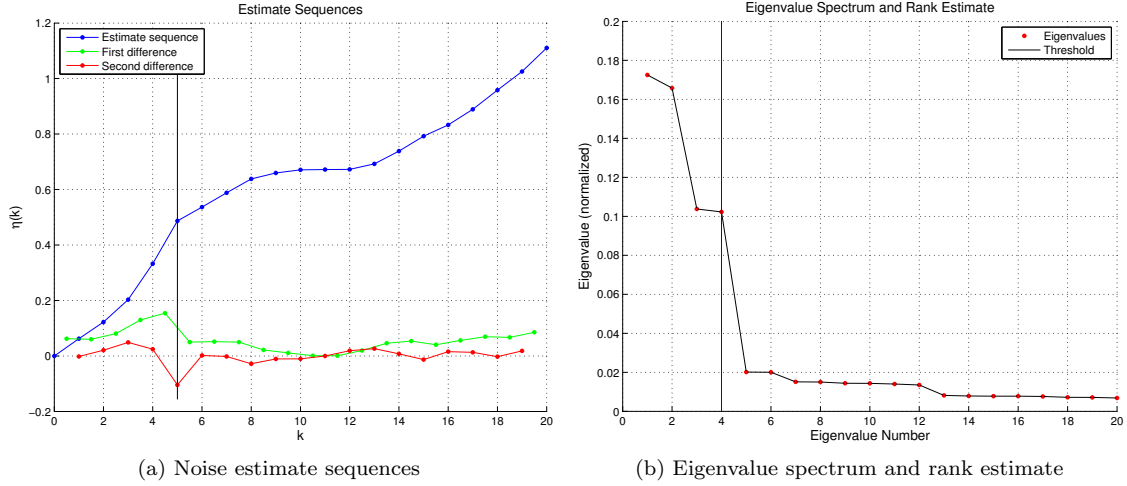 Estimate Sequences
1.2
1
0.8
0.6
0.4
0.2
0
−0.2
η(k)
Estimate sequence
First difference
Second difference
0 2 4 6 8 10 12 14 16 18 20
k
(a) Noise estimate sequences
Eigenvalue Spectrum and Rank Estimate
0.2
0.18
0.16
0.14
0.12
0.1
0.08
0.06
0.04
0.02
0
Eigenvalue (normalized)
Eigenvalues
Threshold
0 2 4 6 8 10 12 14 16 18 20
Eigenvalue Number
(b) Eigenvalue spectrum and rank estimate